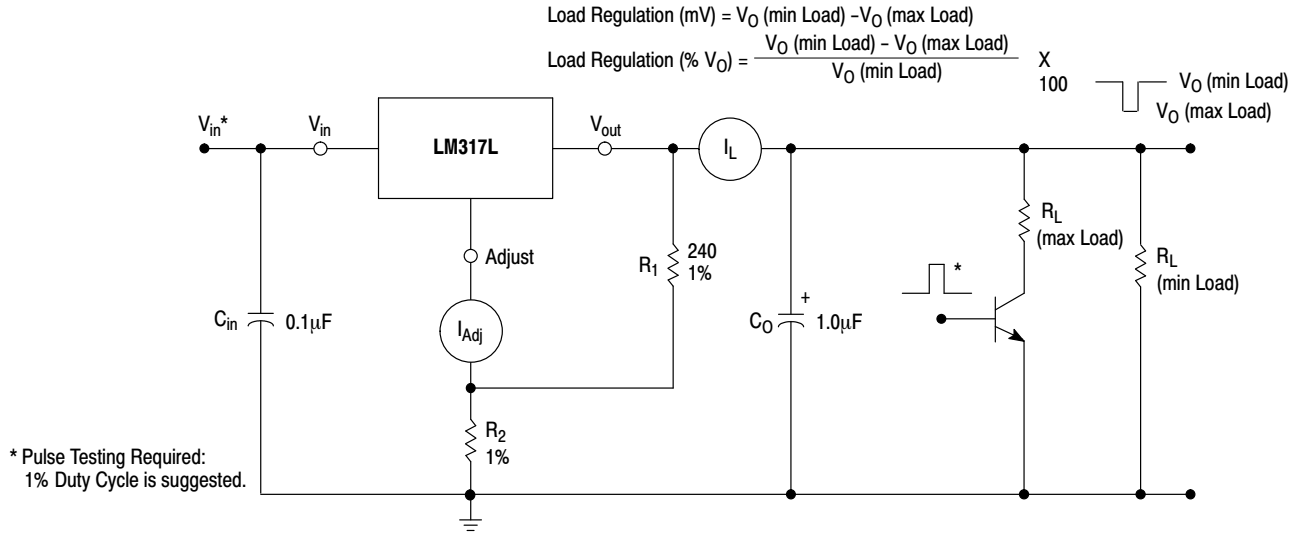 Load Regulation (mV) = VO (min Load) –VO (max Load)
Load Regulation (% VO) = VO (min Load) – VO (max Load)
VO (min Load)
X
100
VO (min Load)
VO (max Load)
Vin*
Vin
LM317L
Vout
IL
RL
(max Load)
Adjust
R1
240
1%
RL
(min Load)
*
Cin
0.1μF
IAdj
CO
+
1.0μF
R2
1%
* Pulse Testing Required:
1% Duty Cycle is suggested.